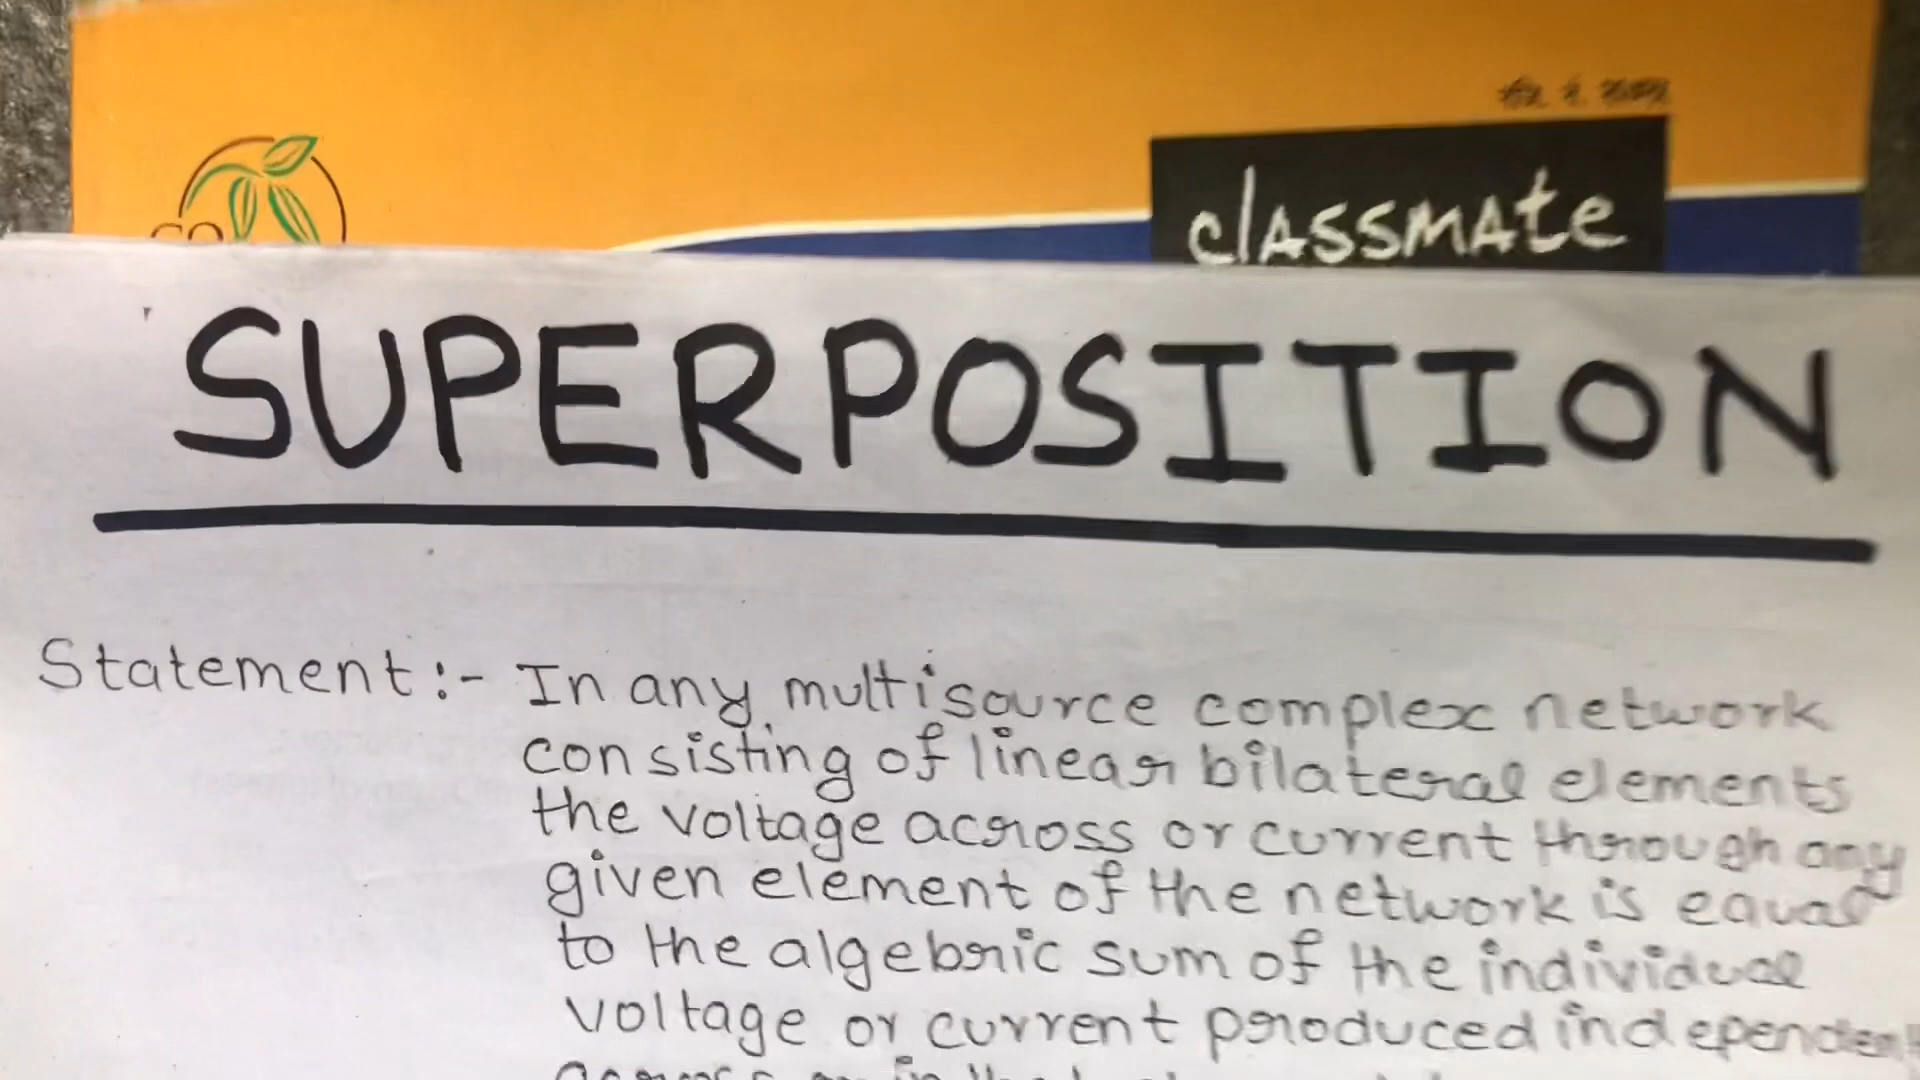 classmate
SUPERPOSITION
Statement:- In any multisource complex network
consisting of linear bilateral elements
the voltage across or current through any
given element of the network is equal
to the algebric sum of the individual
voltage or current produced independent